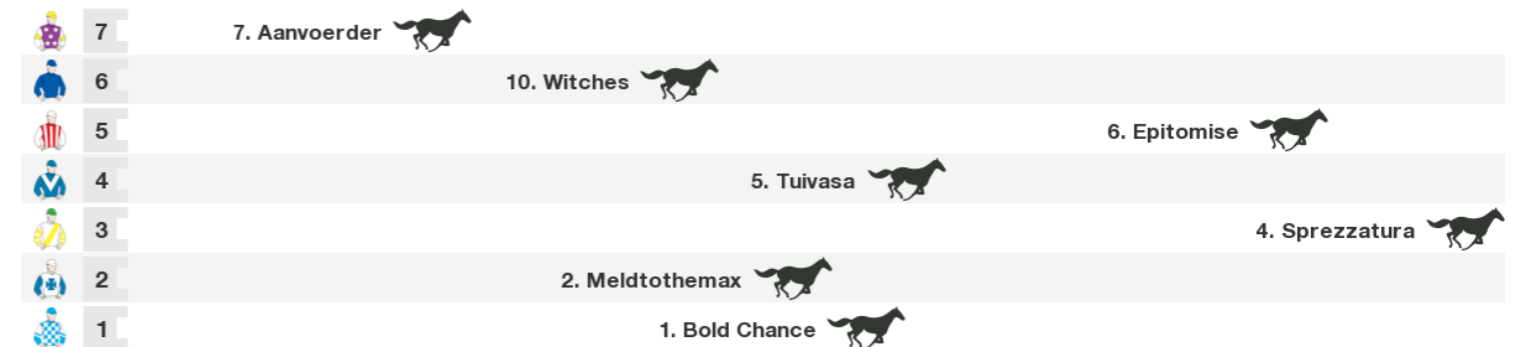 7 7. Aanvoerder
6 10. Witches
5 6. Epitomise
4 5. Tuivasa
3 4. Sprezzatura
2 2. Meldtothemax
1 1. Bold Chance